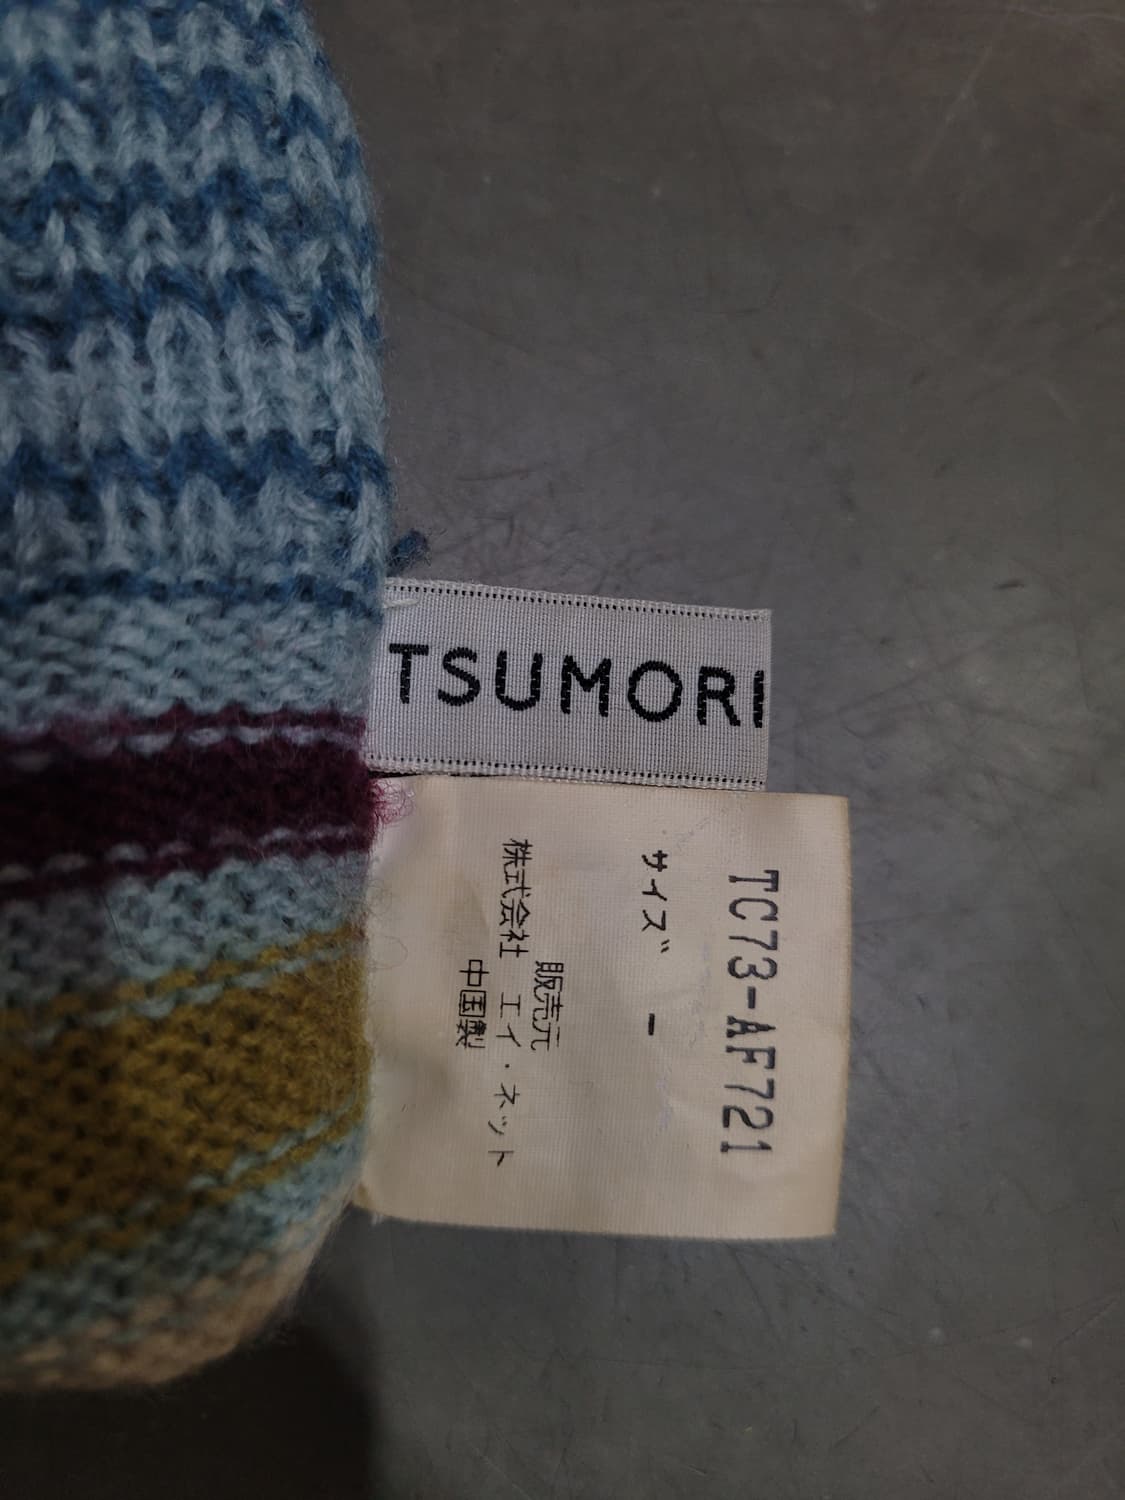 TSUMORI
TC73-AF721
サイズ -
販売元
株式会社 エイ・ネット
中国製